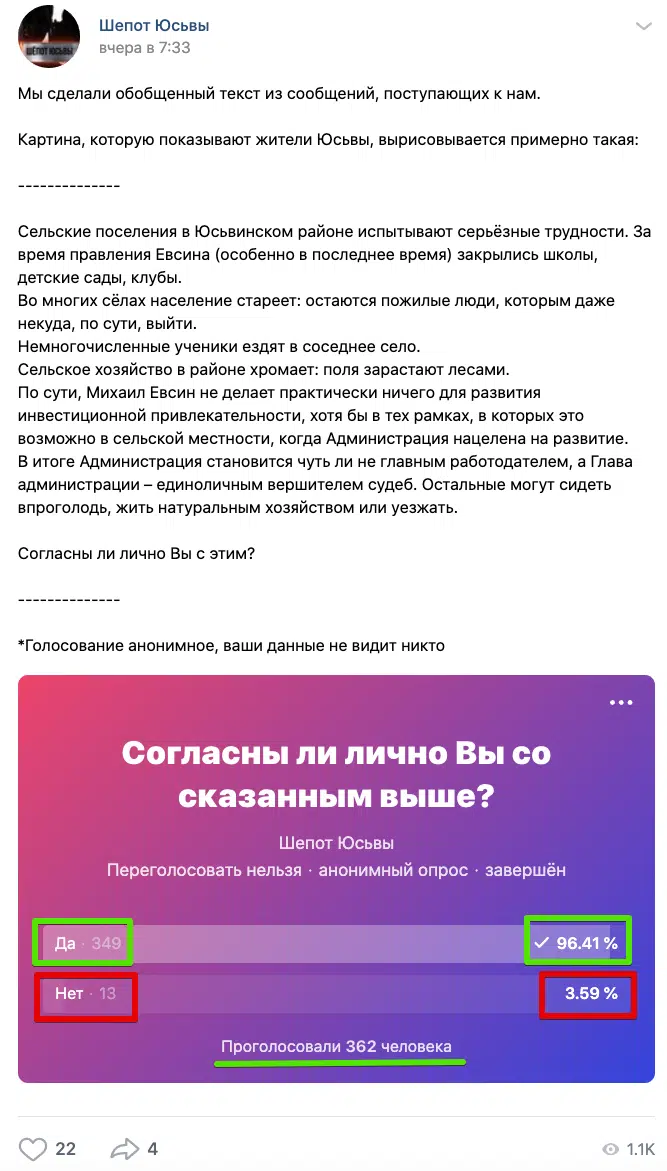 Шепот Юсьвы
вчера в 7:33
ШЁПОТ ЮСЬВЫ
Мы сделали обобщенный текст из сообщений, поступающих к нам.
Картина, которую показывают жители Юсьвы, вырисовывается примерно такая:
--------------
Сельские поселения в Юсьвинском районе испытывают серьёзные трудности. За
время правления Евсина (особенно в последнее время) закрылись школы,
детские сады, клубы.
Во многих сёлах население стареет: остаются пожилые люди, которым даже
некуда, по сути, выйти.
Немногочисленные ученики ездят в соседнее село.
Сельское хозяйство в районе хромает: поля зарастают лесами.
По сути, Михаил Евсин не делает практически ничего для развития
инвестиционной привлекательности, хотя бы в тех рамках, в которых это
возможно в сельской местности, когда Администрация нацелена на развитие.
В итоге Администрация становится чуть ли не главным работодателем, а Глава
администрации – единоличным вершителем судеб. Остальные могут сидеть
впроголодь, жить натуральным хозяйством или уезжать.
Согласны ли лично Вы с этим?
--------------
*Голосование анонимное, ваши данные не видит никто
Согласны ли лично Вы со
сказанным выше?
Шепот Юсьвы
Переголосовать нельзя · анонимный опрос · завершён
Да · 349 96.41 %
Нет · 13 3.59 %
Проголосовали 362 человека
22 4 1.1K